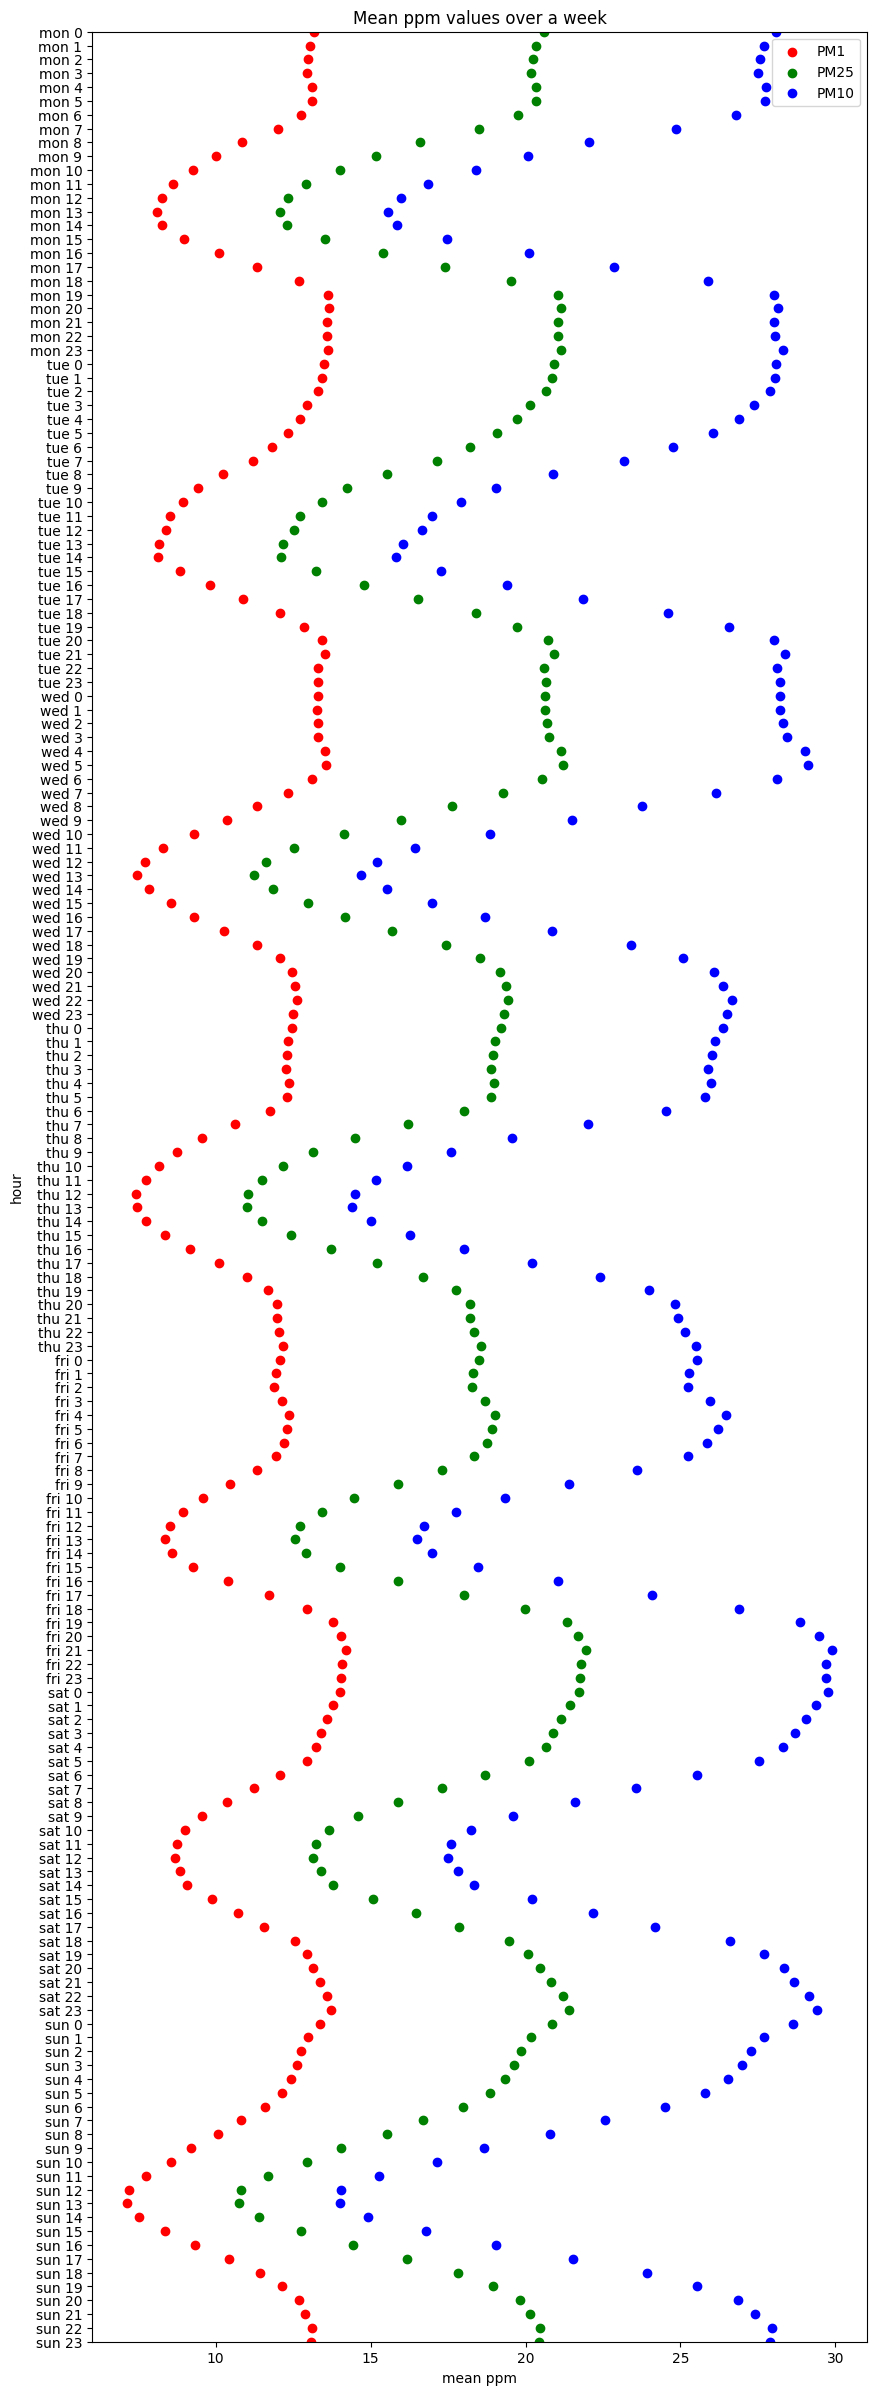 Mean ppm values over a week
PM1
PM25
PM10
mon 0
mon 1
mon 2
mon 3
mon 4
mon 5
mon 6
mon 7
mon 8
mon 9
mon 10
mon 11
mon 12
mon 13
mon 14
mon 15
mon 16
mon 17
mon 18
mon 19
mon 20
mon 21
mon 22
mon 23
tue 0
tue 1
tue 2
tue 3
tue 4
tue 5
tue 6
tue 7
tue 8
tue 9
tue 10
tue 11
tue 12
tue 13
tue 14
tue 15
tue 16
tue 17
tue 18
tue 19
tue 20
tue 21
tue 22
tue 23
wed 0
wed 1
wed 2
wed 3
wed 4
wed 5
wed 6
wed 7
wed 8
wed 9
wed 10
wed 11
wed 12
wed 13
wed 14
wed 15
wed 16
wed 17
wed 18
wed 19
wed 20
wed 21
wed 22
wed 23
thu 0
thu 1
thu 2
thu 3
thu 4
thu 5
thu 6
thu 7
thu 8
thu 9
thu 10
thu 11
thu 12
thu 13
thu 14
thu 15
thu 16
thu 17
thu 18
thu 19
thu 20
thu 21
thu 22
thu 23
fri 0
fri 1
fri 2
fri 3
fri 4
fri 5
fri 6
fri 7
fri 8
fri 9
fri 10
fri 11
fri 12
fri 13
fri 14
fri 15
fri 16
fri 17
fri 18
fri 19
fri 20
fri 21
fri 22
fri 23
sat 0
sat 1
sat 2
sat 3
sat 4
sat 5
sat 6
sat 7
sat 8
sat 9
sat 10
sat 11
sat 12
sat 13
sat 14
sat 15
sat 16
sat 17
sat 18
sat 19
sat 20
sat 21
sat 22
sat 23
sun 0
sun 1
sun 2
sun 3
sun 4
sun 5
sun 6
sun 7
sun 8
sun 9
sun 10
sun 11
sun 12
sun 13
sun 14
sun 15
sun 16
sun 17
sun 18
sun 19
sun 20
sun 21
sun 22
sun 23
hour
10 15 20 25 30
mean ppm